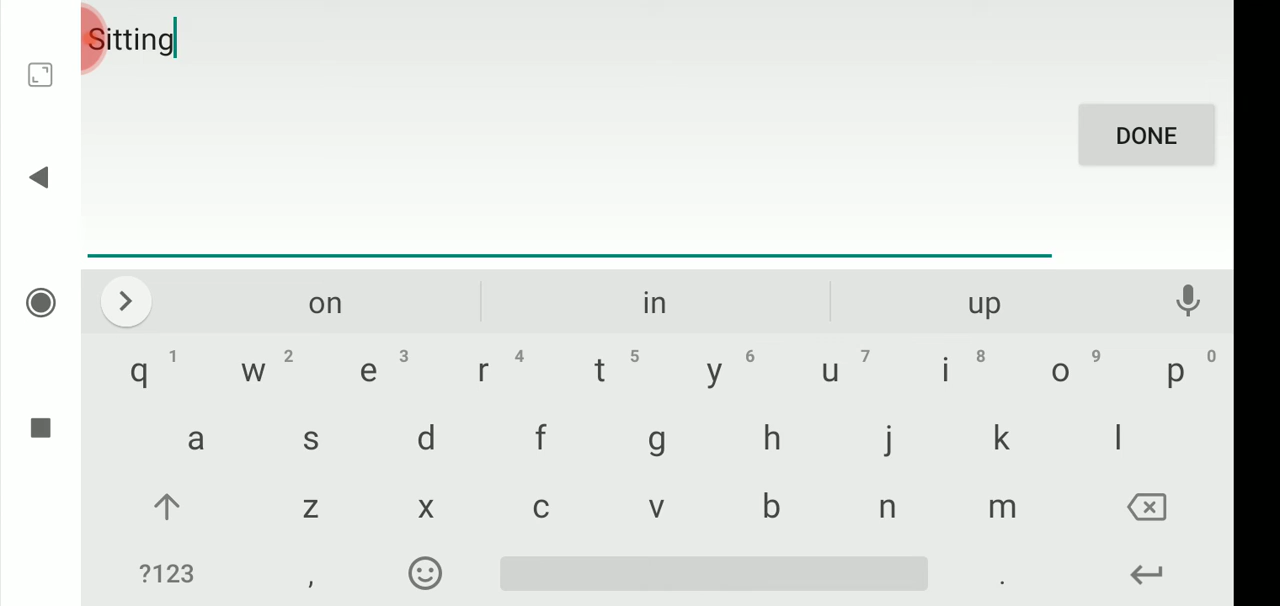 Sitting
DONE
on in up
q 1 w 2 e 3 r 4 t 5 y 6 u 7 i 8 o 9 p 0
a s d f g h j k l
z x c v b n m
?123 , .